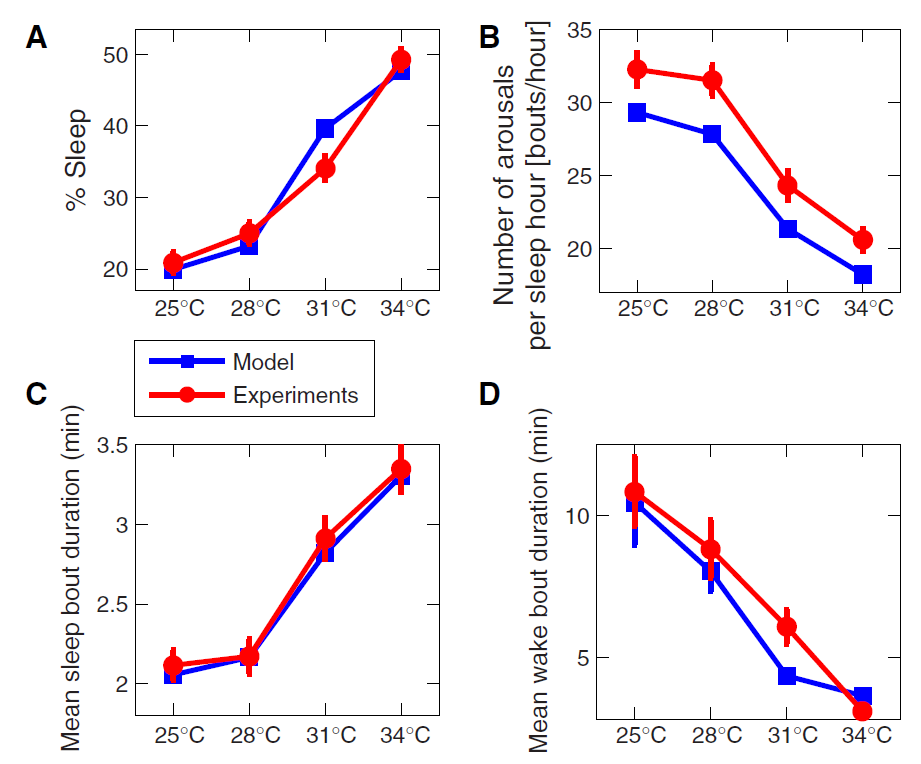 A
% Sleep
50
40
30
20
25°C 28°C 31°C 34°C
B
Number of arousals
per sleep hour [bouts/hour]
35
30
25
20
25°C 28°C 31°C 34°C
Model
Experiments
C
Mean sleep bout duration (min)
3.5
3
2.5
2
25°C 28°C 31°C 34°C
D
Mean wake bout duration (min)
10
5
25°C 28°C 31°C 34°C